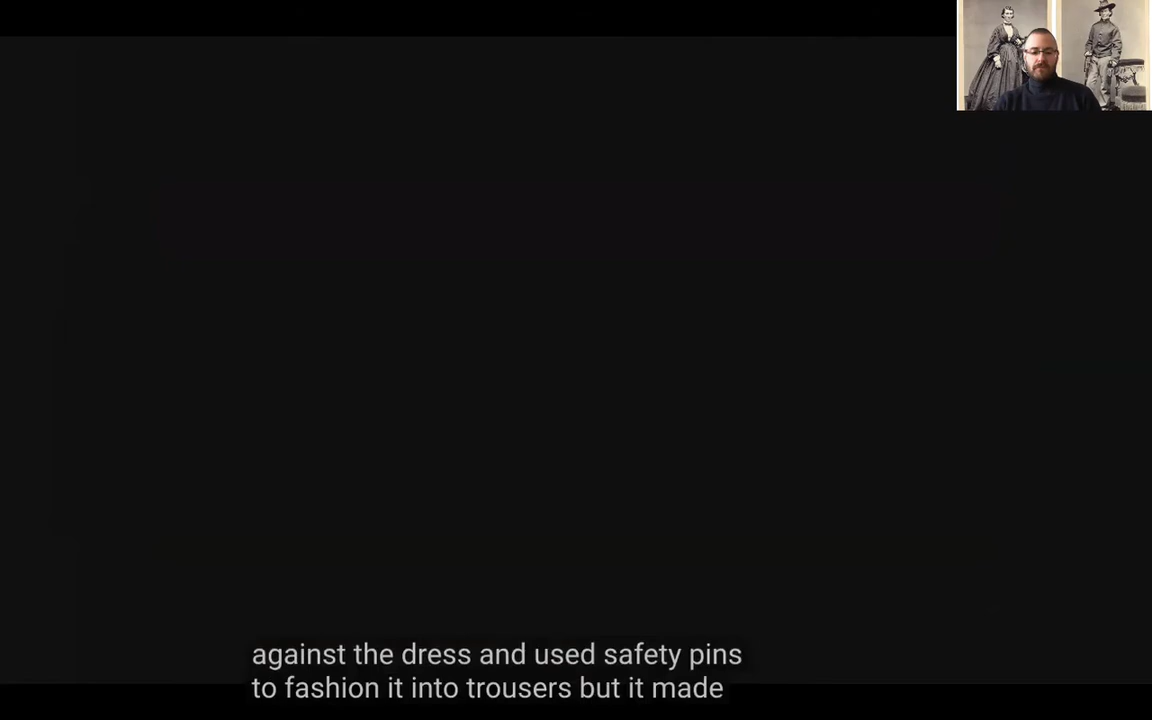 against the dress and used safety pins
to fashion it into trousers but it made